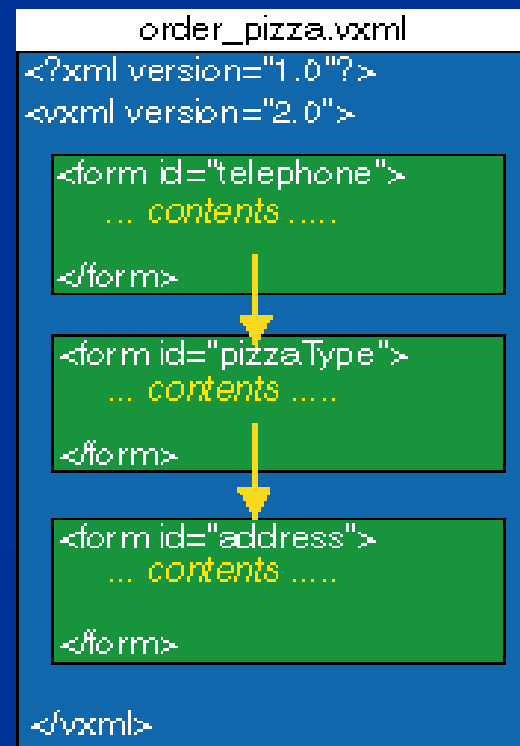 order_pizza.vxml
<?xml version="1.0"?>
<vxml version="2.0">
<form id="telephone">
... contents .....
</form>
<form id="pizzaType">
... contents .....
</form>
<form id="address">
... contents .....
</form>
</vxml>